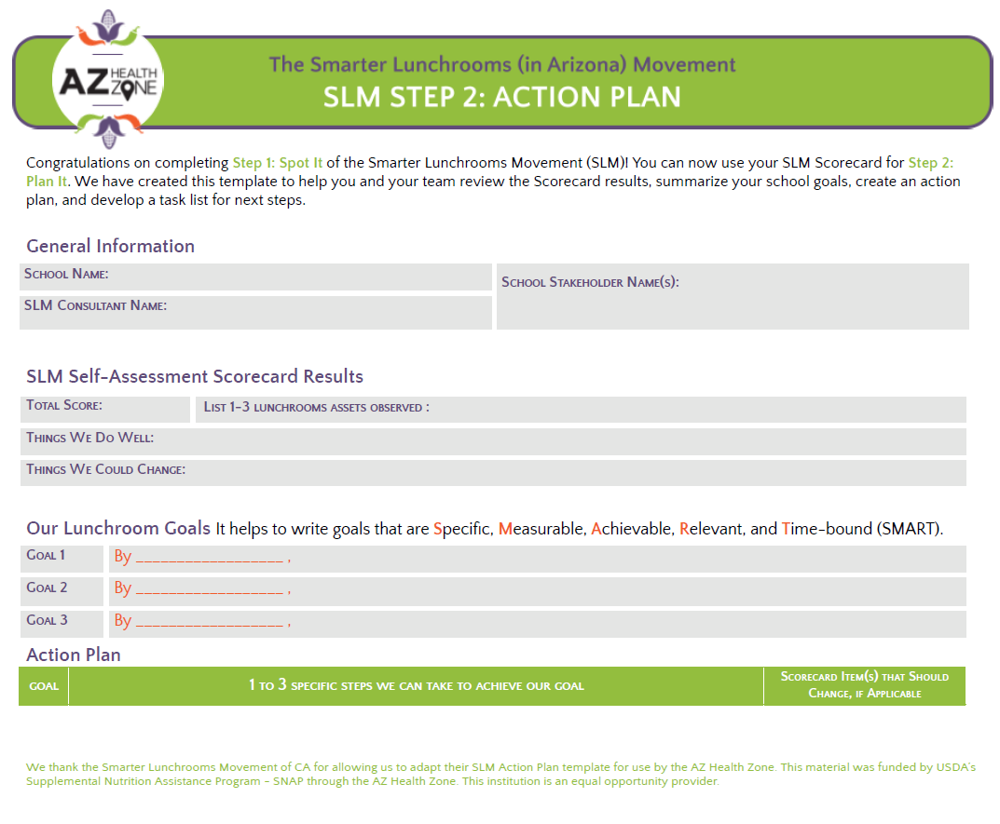 AZ HEALTH
ZONE
The Smarter Lunchrooms (in Arizona) Movement
SLM STEP 2: ACTION PLAN
Congratulations on completing Step 1: Spot It of the Smarter Lunchrooms Movement (SLM)! You can now use your SLM Scorecard for Step 2:
Plan It. We have created this template to help you and your team review the Scorecard results, summarize your school goals, create an action
plan, and develop a task list for next steps.
General Information
School Name:
School Stakeholder Name(s):
SLM Consultant Name:
SLM Self-Assessment Scorecard Results
Total Score:
List 1-3 lunchrooms assets observed :
Things We Do Well:
Things We Could Change:
Our Lunchroom Goals It helps to write goals that are Specific, Measurable, Achievable, Relevant, and Time-bound (SMART).
Goal 1 By __________________ ,
Goal 2 By __________________ ,
Goal 3 By __________________ ,
Action Plan
goal
1 to 3 specific steps we can take to achieve our goal
Scorecard Item(s) that Should
Change, if Applicable
We thank the Smarter Lunchrooms Movement of CA for allowing us to adapt their SLM Action Plan template for use by the AZ Health Zone. This material was funded by USDA's
Supplemental Nutrition Assistance Program - SNAP through the AZ Health Zone. This institution is an equal opportunity provider.